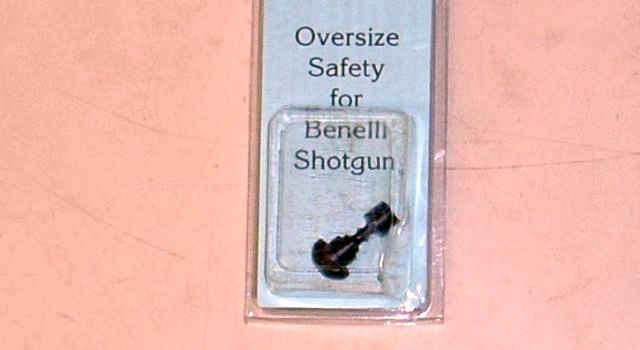 Oversize
Safety
for
Benelli
Shotgun